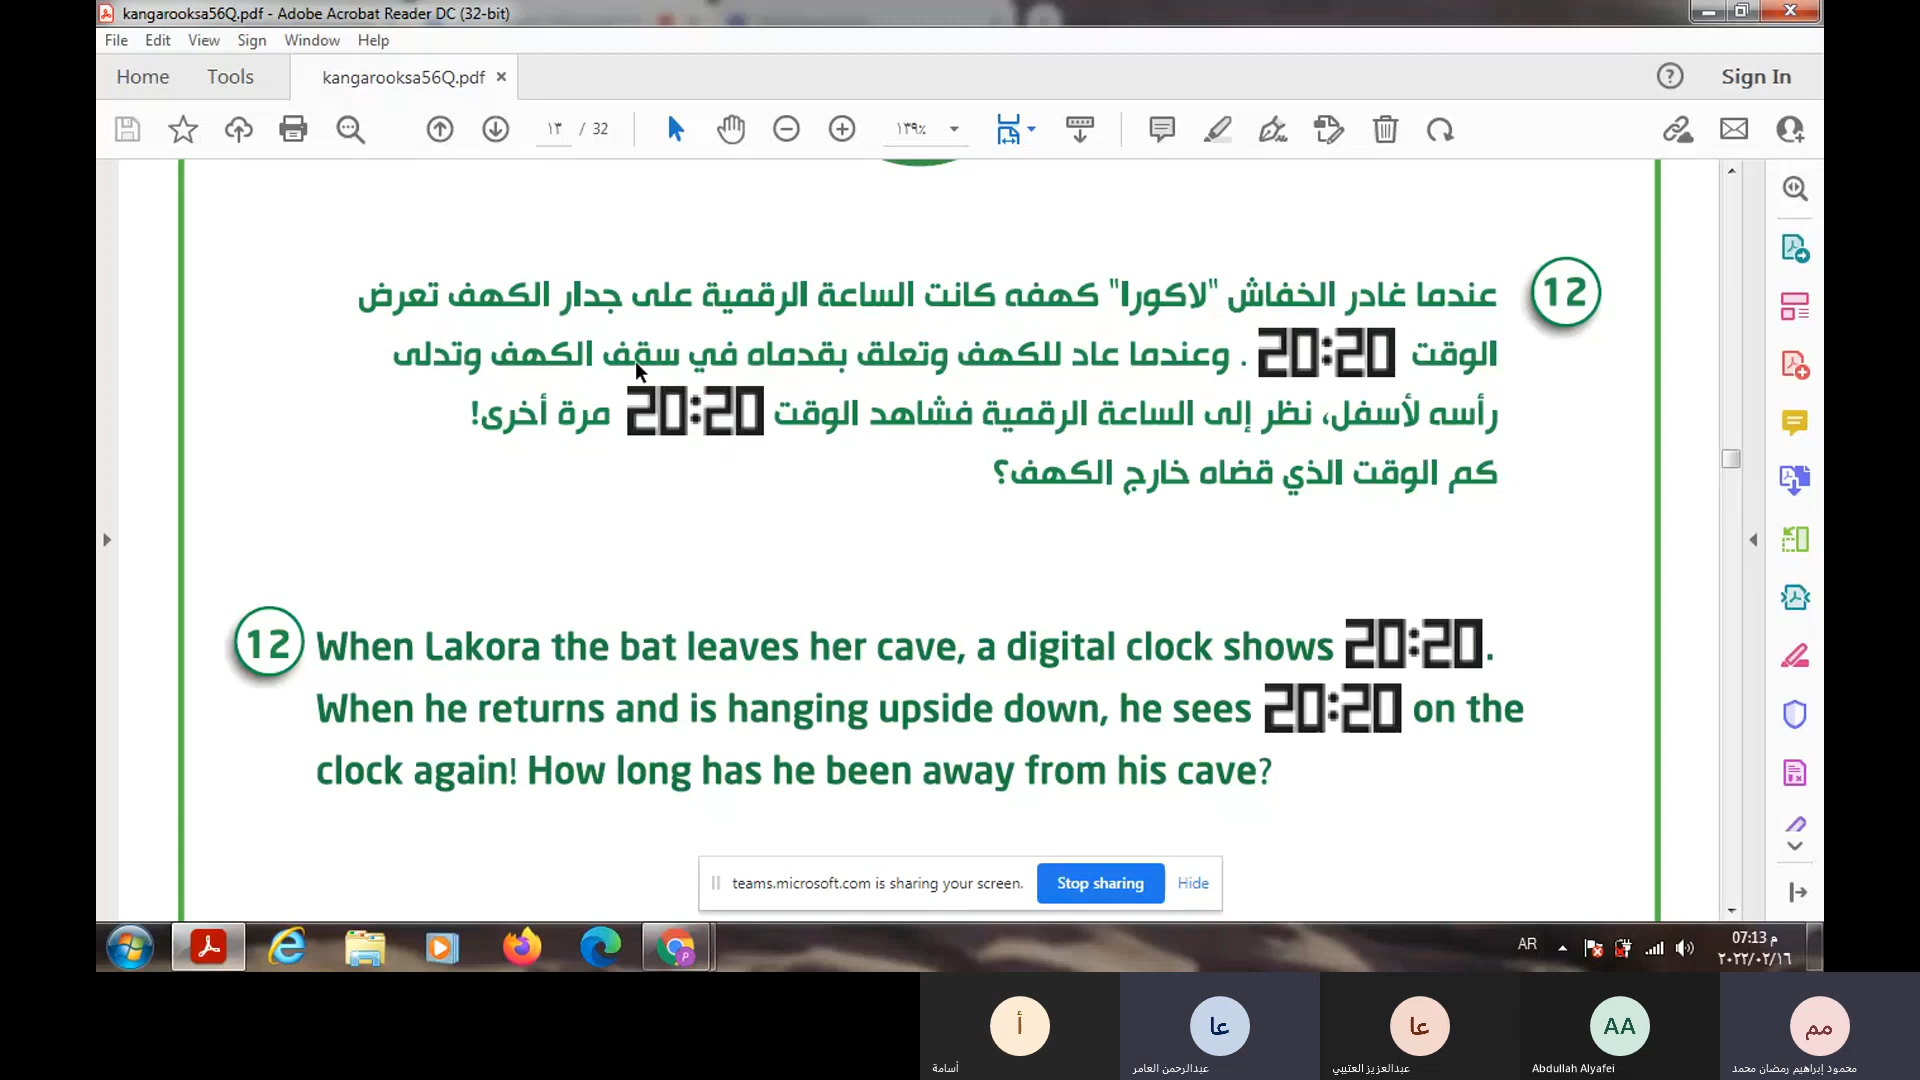 kangarooksa56Q.pdf - Adobe Acrobat Reader DC (32-bit)
File Edit View Sign Window Help
Home Tools kangarooksa56Q.pdf × Sign In
١٣ / 32 ١٣٩٪
12 عندما غادر الخفاش "لاكورا" كهفه كانت الساعة الرقمية على جدار الكهف تعرض
الوقت 20:20 . وعندما عاد للكهف وتعلق بقدماه في سقف الكهف وتدلى
رأسه لأسفل، نظر إلى الساعة الرقمية فشاهد الوقت 20:20 مرة أخرى!
كم الوقت الذي قضاه خارج الكهف؟
12 When Lakora the bat leaves her cave, a digital clock shows 20:20.
When he returns and is hanging upside down, he sees 20:20 on the
clock again! How long has he been away from his cave?
teams.microsoft.com is sharing your screen. Stop sharing Hide
AR 07:13 م
٢٠٢٢/٠٢/١٦
أ عا عا AA مم
أسامة عبدالرحمن العامر عبدالعزيز العتيبي Abdullah Alyafei محمود إبراهيم رمضان محمد